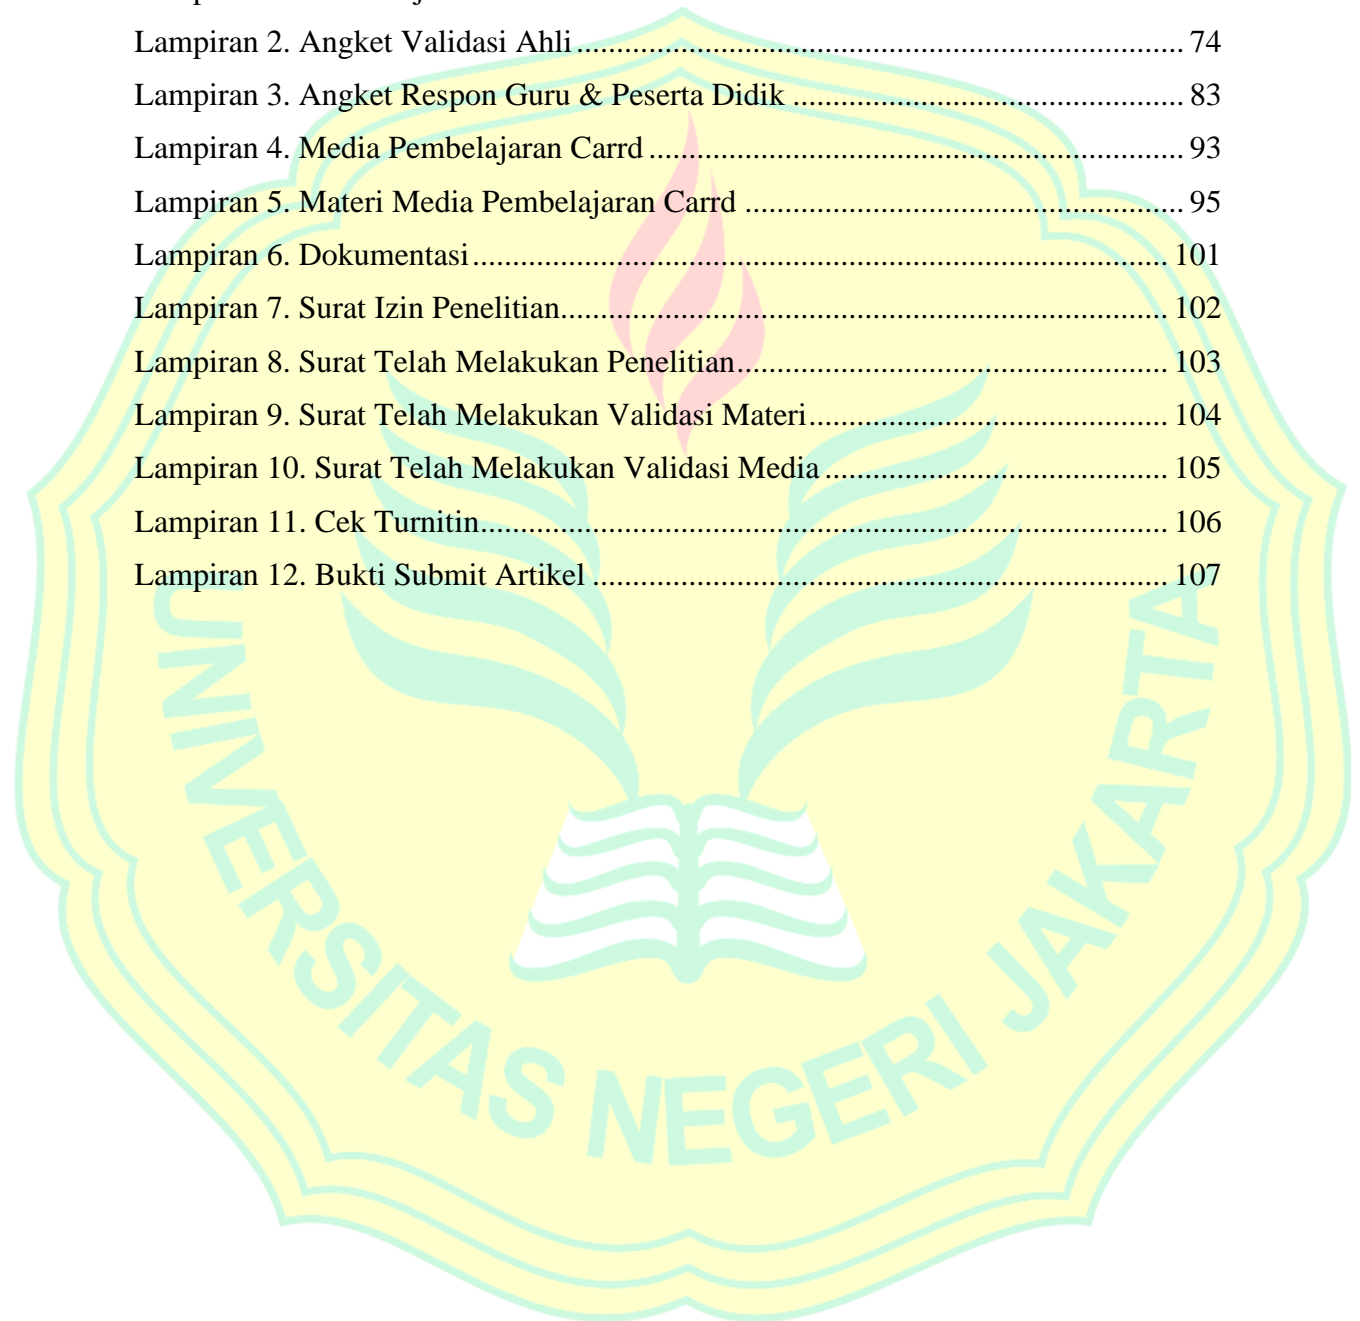 Lampiran 2. Angket Validasi Ahli ........................................................................... 74
Lampiran 3. Angket Respon Guru & Peserta Didik ................................................ 83
Lampiran 4. Media Pembelajaran Carrd .................................................................. 93
Lampiran 5. Materi Media Pembelajaran Carrd ...................................................... 95
Lampiran 6. Dokumentasi ...................................................................................... 101
Lampiran 7. Surat Izin Penelitian........................................................................... 102
Lampiran 8. Surat Telah Melakukan Penelitian..................................................... 103
Lampiran 9. Surat Telah Melakukan Validasi Materi............................................ 104
Lampiran 10. Surat Telah Melakukan Validasi Media .......................................... 105
Lampiran 11. Cek Turnitin..................................................................................... 106
Lampiran 12. Bukti Submit Artikel ....................................................................... 107
UNIVERSITAS NEGERI JAKARTA